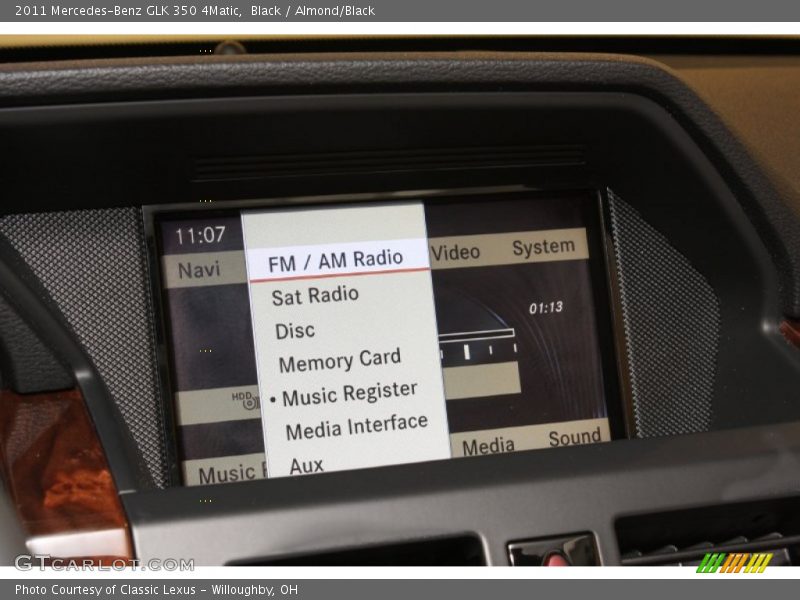 2011 Mercedes-Benz GLK 350 4Matic,  Black / Almond/Black
11:07
Navi
Video
System
FM / AM Radio
Sat Radio
Disc
Memory Card
Music Register
Media Interface
Aux
01:13
HDD
Music
Media
Sound
GTCARLOT.COM
Photo Courtesy of Classic Lexus - Willoughby, OH